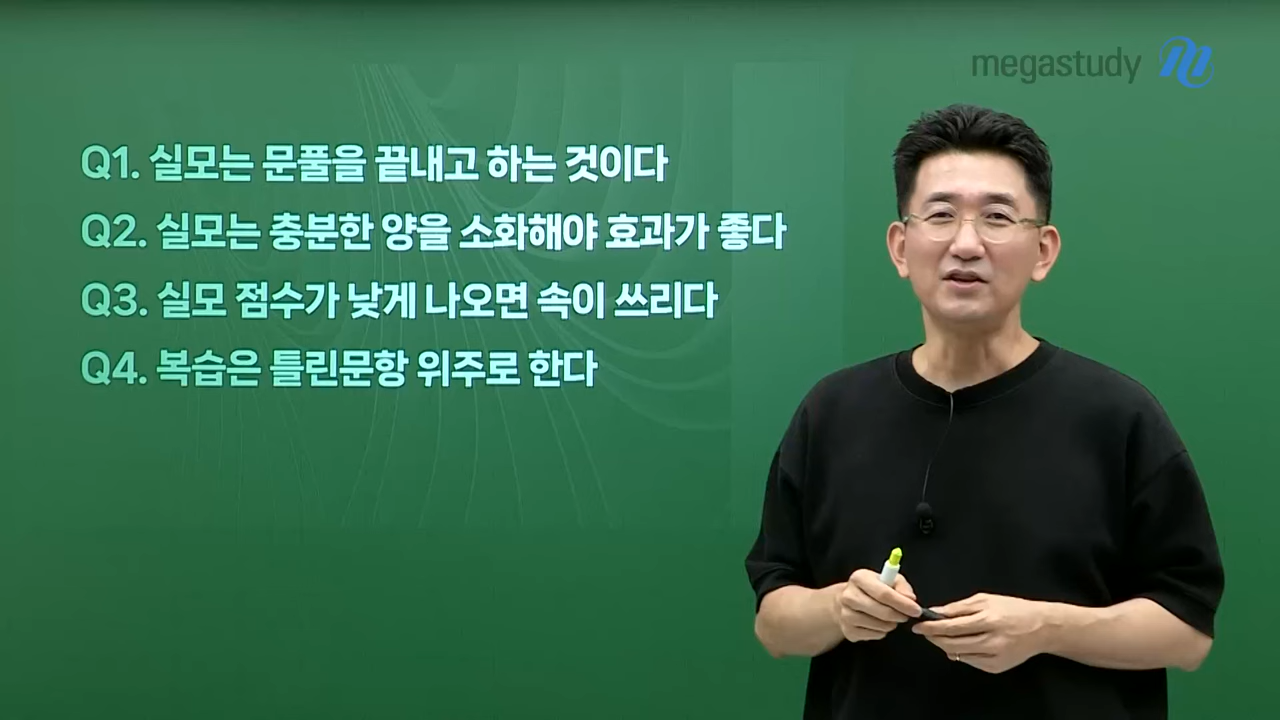 megastudy
Q1. 실모는 문풀을 끝내고 하는 것이다
Q2. 실모는 충분한 양을 소화해야 효과가 좋다
Q3. 실모 점수가 낮게 나오면 속이 쓰리다
Q4. 복습은 틀린문항 위주로 한다